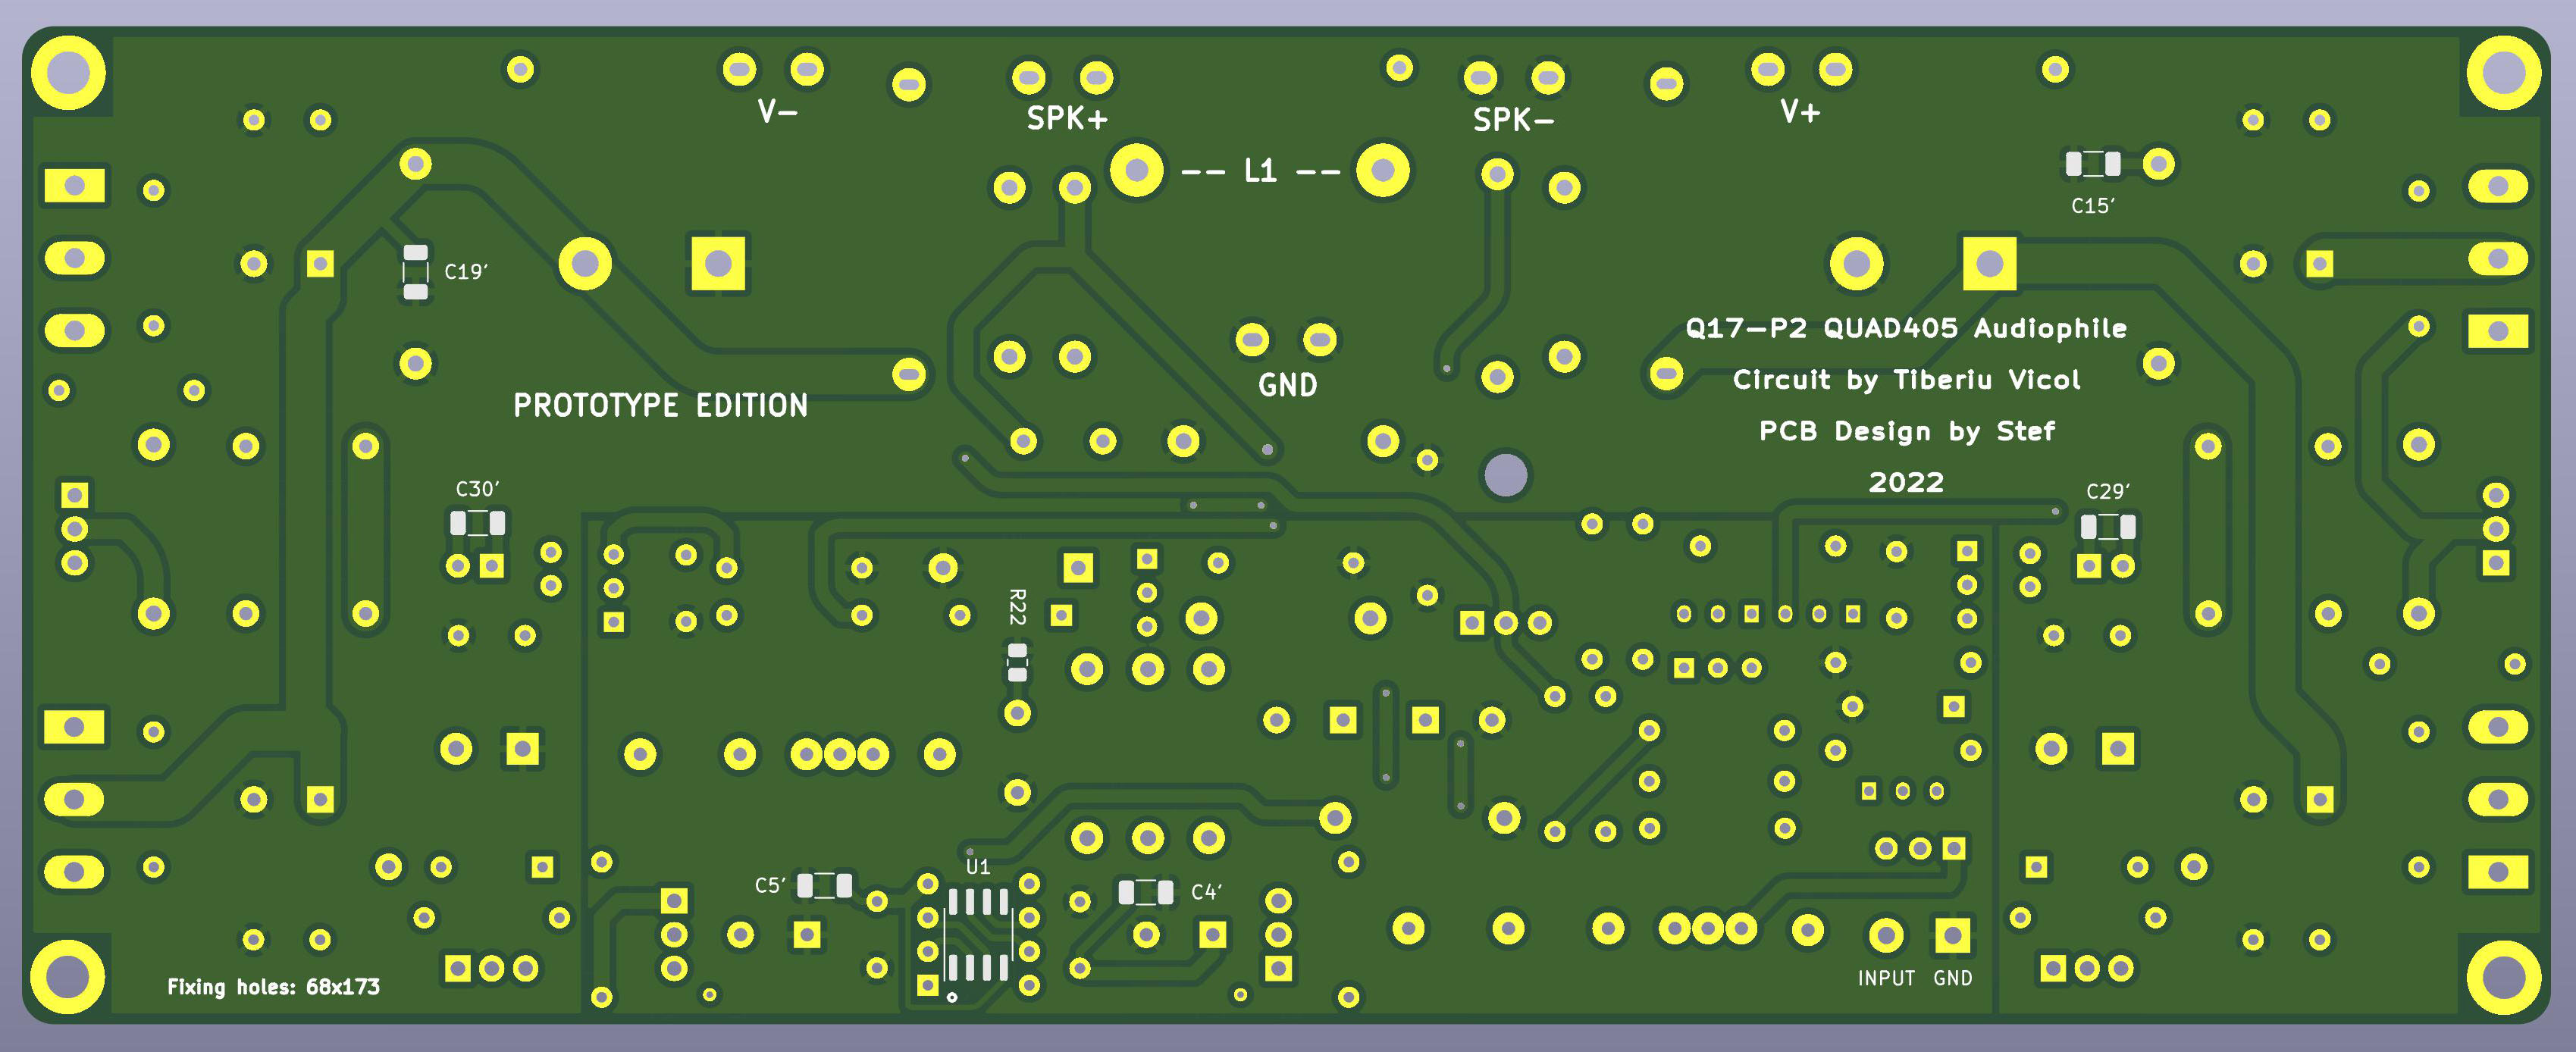 V-
SPK+
SPK-
V+
-- L1 --
C15'
C19'
Q17-P2 QUAD405 Audiophile
Circuit by Tiberiu Vicol
GND
PROTOTYPE EDITION
PCB Design by Stef
2022
C30'
C29'
R22
U1
C5'
C4'
INPUT GND
Fixing holes: 68x173